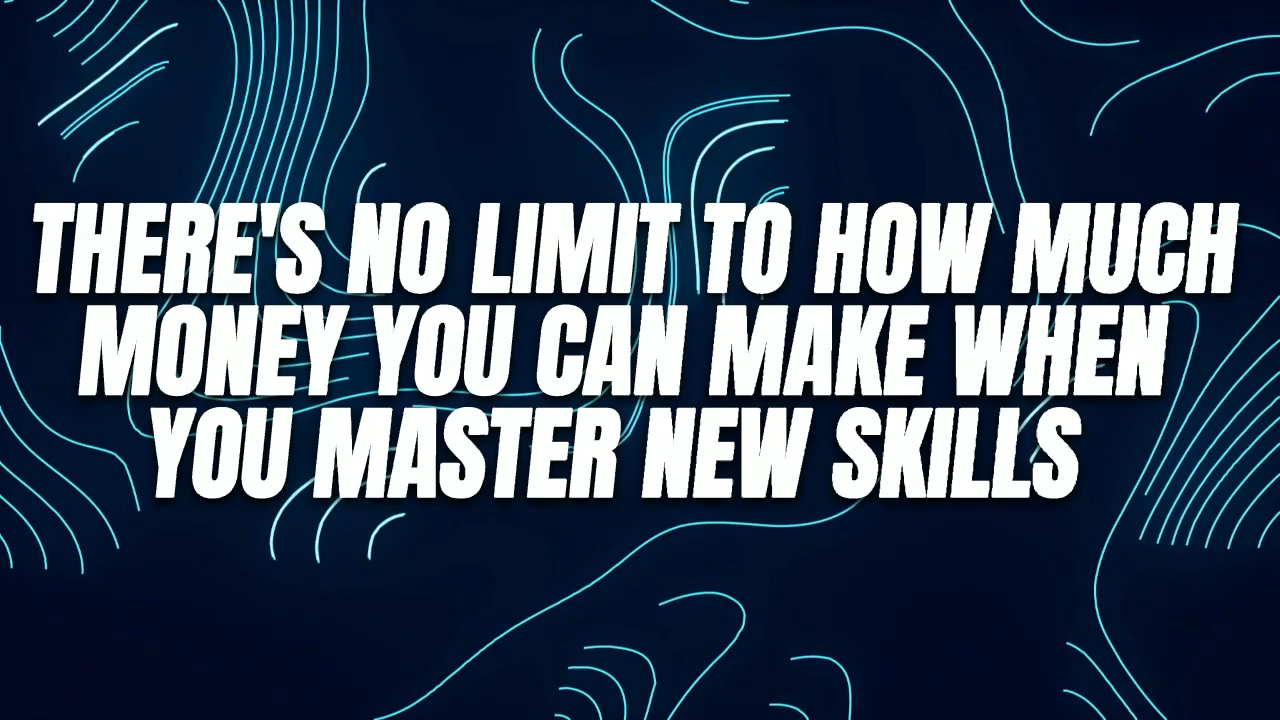 THERE'S NO LIMIT TO HOW MUCH
MONEY YOU CAN MAKE WHEN
YOU MASTER NEW SKILLS